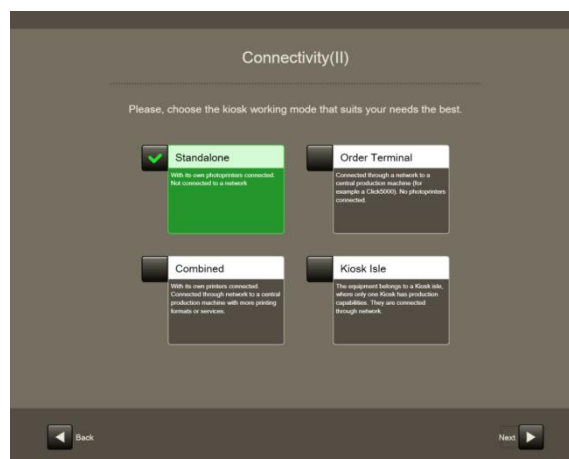 Connectivity(II)
Please, choose the kiosk working mode that suits your needs the best.
Standalone
With its own photoprinters connected.
Not connected to a network
Order Terminal
Connected through a network to a
central production machine (for
example a Click5000). No photoprinters
connected.
Combined
With its own printers connected.
Connected through network to a central
production machine with more printing
formats or services.
Kiosk Isle
The equipment belongs to a Kiosk isle,
where only one Kiosk has production
capabilities. They are connected
through network.
Back
Next